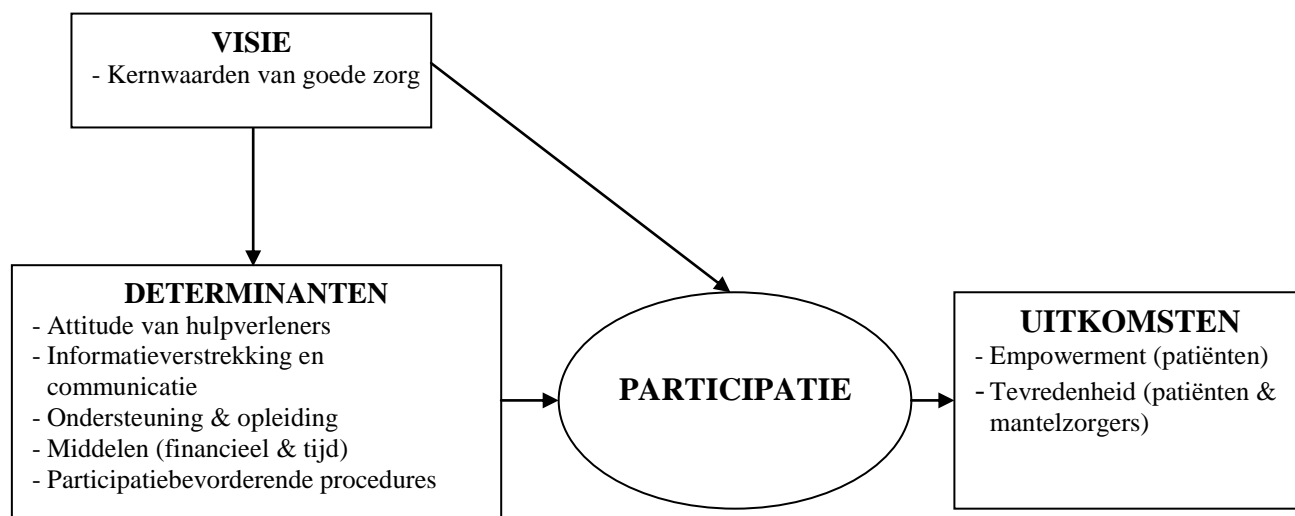 VISIE
- Kernwaarden van goede zorg
DETERMINANTEN
- Attitude van hulpverleners
- Informatieverstrekking en
communicatie
- Ondersteuning & opleiding
- Middelen (financieel & tijd)
- Participatiebevorderende procedures
PARTICIPATIE
UITKOMSTEN
- Empowerment (patiënten)
- Tevredenheid (patiënten &
mantelzorgers)